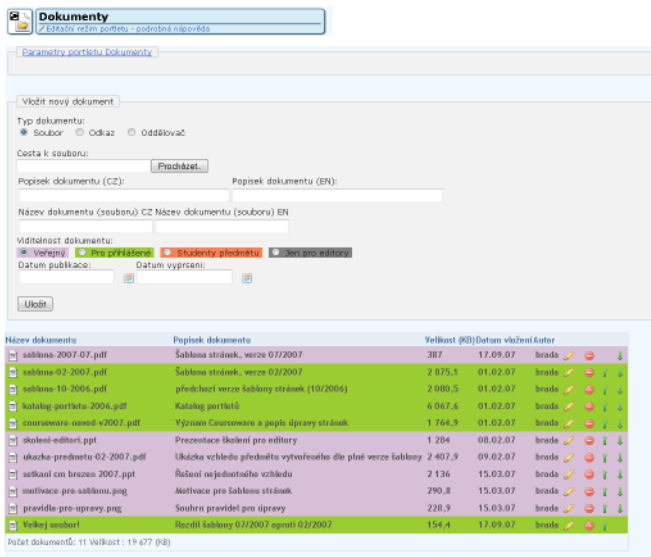 Dokumenty
Editační režim portletu - podrobná nápověda
Parametry portletu Dokumenty
Vložit nový dokument
Typ dokumentu:
Soubor Odkaz Oddělovač
Cesta k souboru:
Procházet.
Popisek dokumentu (CZ): Popisek dokumentu (EN):
Název dokumentu (souboru) CZ Název dokumentu (souboru) EN
Viditelnost dokumentu:
Veřejný Pro přihlášené Studenty předmětu Jen pro editory
Datum publikace: Datum vyprseni:
Uložit
Název dokumentu Popisek dokumentu Velikost (KB) Datum vložení Autor
sablona-2007-07.pdf Šablona stránek, verze 07/2007 387 17.09.07 brada
sablona-02-2007.pdf Šablona stránek, verze 02/2007 2 875,1 01.02.07 brada
sablona-10-2006.pdf předchozí verze šablony stránek (10/2006) 2 080,5 01.02.07 brada
katalog-portletu-2006.pdf Katalog portletů 6 067,6 01.02.07 brada
courseware-navod-v2007.pdf Význam Courseware a popis úpravy stránek 1 764,9 01.02.07 brada
skoleni-editori.ppt Prezentace školení pro editory 1 284 08.02.07 brada
ukazka-predmetu-02-2007.pdf Ukázka vzhledu předmětu vytvořeného dle plné verze šablony 2 407,9 09.02.07 brada
setkani cm brezen 2007.ppt Řešení nejednotného vzhledu 2 136 15.03.07 brada
motivace-pro-sablonu.png Motivace pro šablonu stránek 290,8 15.03.07 brada
pravidla-pro-upravy.png Souhrn pravidel pro úpravy 228,9 15.03.07 brada
Velkej soubor! Rozdíl šablony 07/2007 oproti 02/2007 154,4 17.09.07 brada
Počet dokumentů: 11 Velikost : 19 677 (KB)